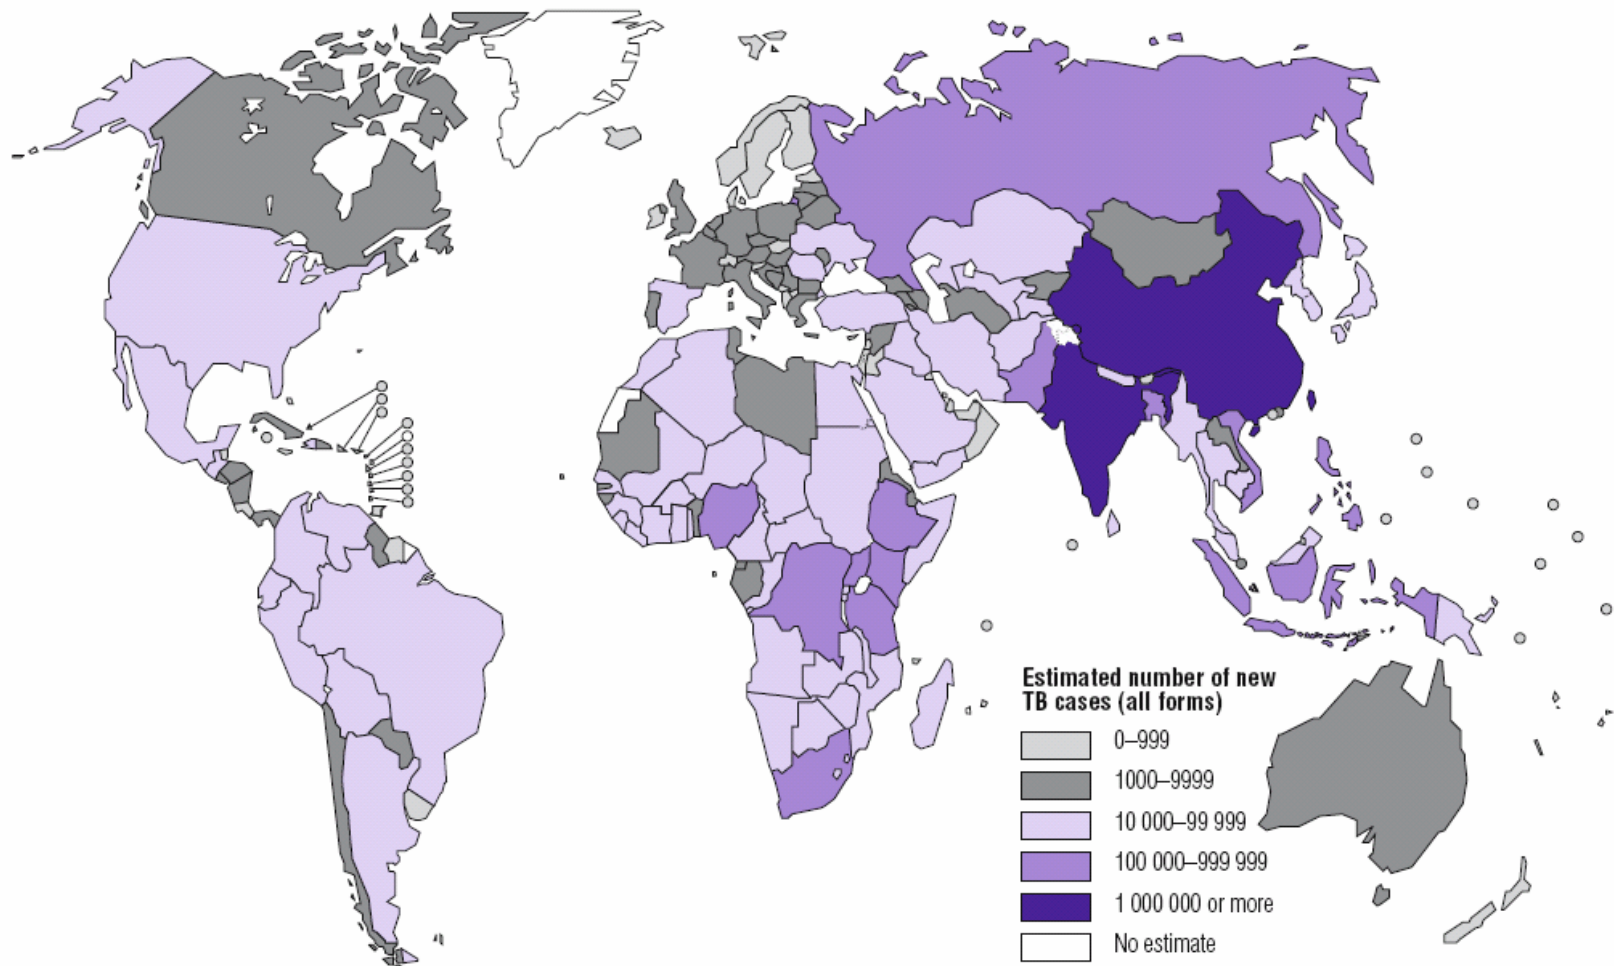 Estimated number of new
TB cases (all forms)
0–999
1000–9999
10 000–99 999
100 000–999 999
1 000 000 or more
No estimate